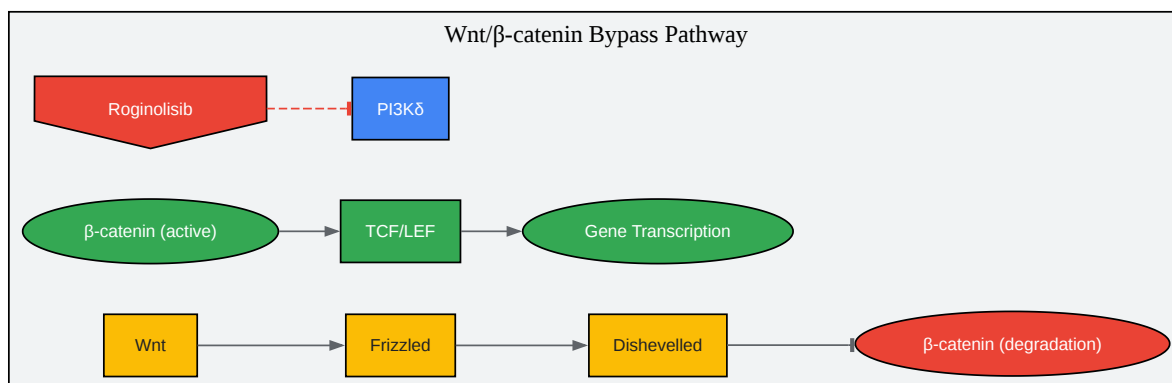 Wnt/β-catenin Bypass Pathway
Roginolisib
PI3Kδ
β-catenin (active)
TCF/LEF
Gene Transcription
Wnt
Frizzled
Dishevelled
β-catenin (degradation)